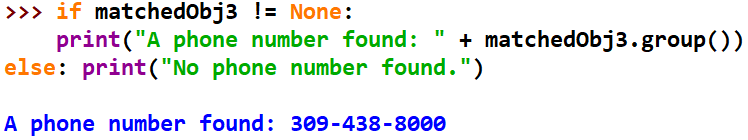 >>> if matchedObj3 != None:
    print("A phone number found: " + matchedObj3.group())
else: print("No phone number found.")

A phone number found: 309-438-8000